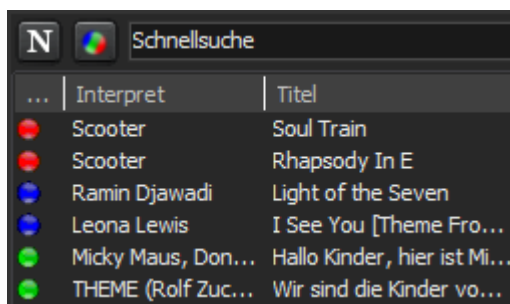 N Schnellsuche
... Interpret Titel
Scooter Soul Train
Scooter Rhapsody In E
Ramin Djawadi Light of the Seven
Leona Lewis I See You [Theme Fro...
Micky Maus, Don... Hallo Kinder, hier ist Mi...
THEME (Rolf Zuc... Wir sind die Kinder vo...